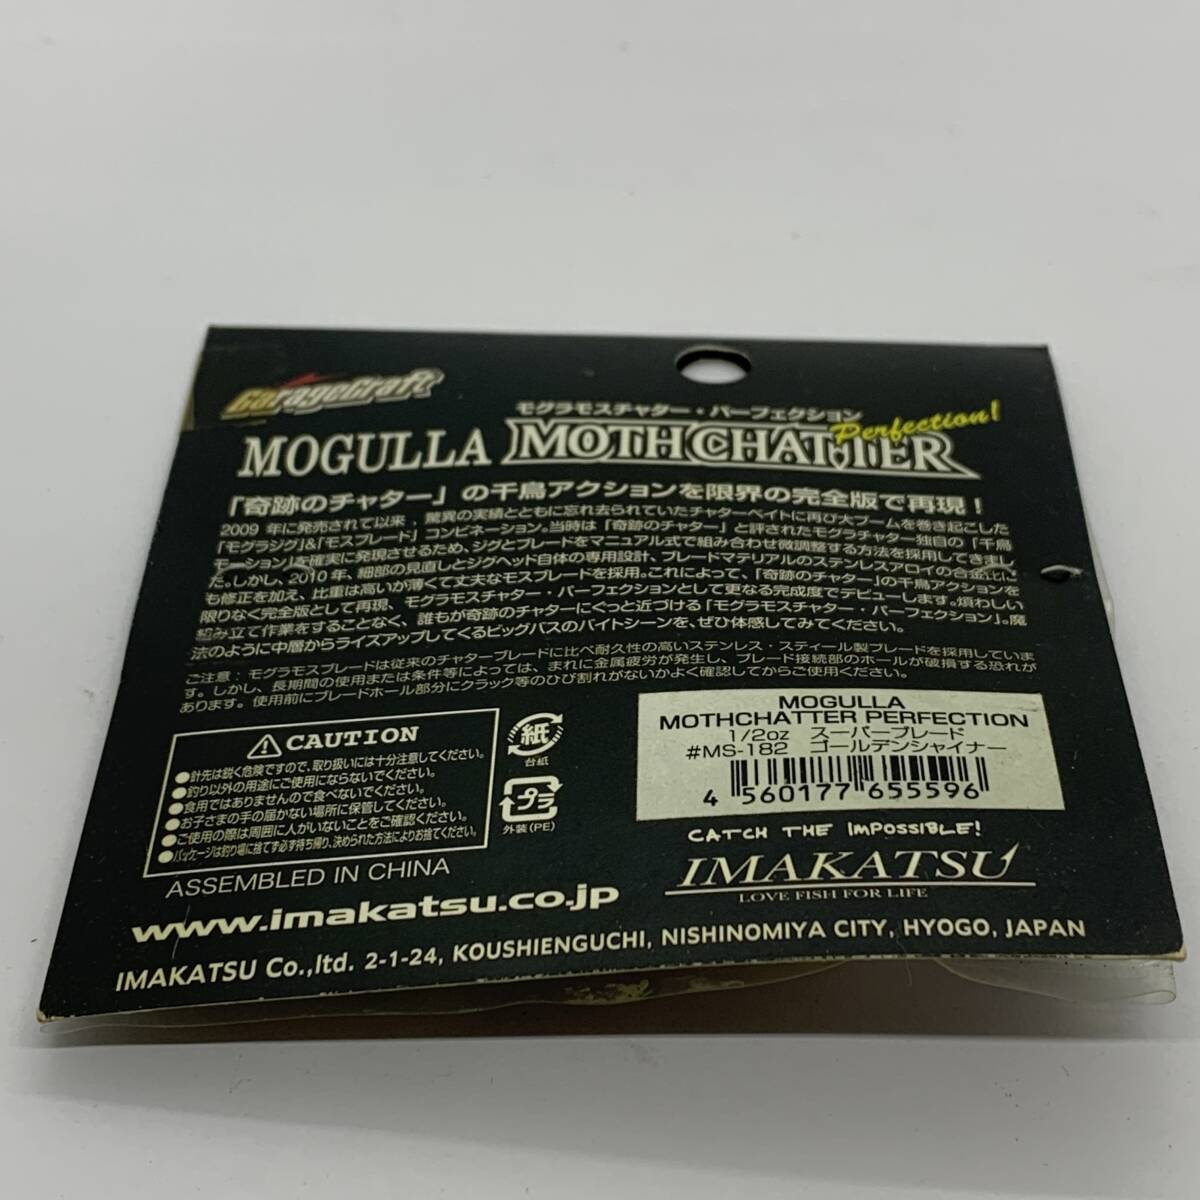 GarageCraft
モグラモスチャター・パーフェクション
MOGULLA MOTHCHATTER Perfection!
「奇跡のチャター」の千鳥アクションを限界の完全版で再現！
2009年に発売されて以来、驚異の実績とともに忘れ去られていたチャターベイトに再び大ブームを巻き起こした
「モグラジグ」&「モスブレード」コンビネーション。当時は「奇跡のチャター」と評されたモグラチャター独自の「千鳥
モーション」を確実に発現させるため、ジグとブレードをマニュアル式で組み合わせ微調整する方法を採用してきまし
た。しかし、2010年、細部の見直しとジグヘッド自体の専用設計、ブレードマテリアルのステンレスアロイの合金比に
も修正を加え、比重は高いが薄くて丈夫なモスブレードを採用。これによって、「奇跡のチャター」の千鳥アクションを
限りなく完全版として再現、モグラモスチャター・パーフェクションとして更なる完成度でデビューします。煩わしい
組み立て作業をすることなく、誰もが奇跡のチャターにぐっと近づける「モグラモスチャター・パーフェクション」。魔
法のように中層からライズアップしてくるビッグバスのバイトシーンを、ぜひ体感してみてください。
ご注意：モグラモスブレードは従来のチャターブレードに比べ耐久性の高いステンレス・スティール製ブレードを採用していま
す。しかし、長期間の使用または条件等によっては、まれに金属疲労が発生し、ブレード接続部のホールが破損する恐れが
あります。使用前にブレードホール部分にクラック等のひび割れがないかよく確認してからご使用ください。
CAUTION
●針先は鋭く危険ですので、取り扱いには十分注意してください。
●釣り以外の用途にご使用にならないでください。
●食用ではありませんので食べないでください。
●お子さまの手の届かない場所に保管してください。
●ご使用の際は周囲に人がいないことをご確認ください。
●パッケージは釣り場に捨てず必ず持ち帰り、決められた方法によりお捨てください。
紙
台紙
プラ
外装(PE)
MOGULLA
MOTHCHATTER PERFECTION
1/2oz スーパーブレード
#MS-182 ゴールデンシャイナー
4 560177 655596
CATCH THE IMPOSSIBLE!
IMAKATSU
LOVE FISH FOR LIFE
ASSEMBLED IN CHINA
www.imakatsu.co.jp
IMAKATSU Co.,ltd. 2-1-24, KOUSHIENGUCHI, NISHINOMIYA CITY, HYOGO, JAPAN